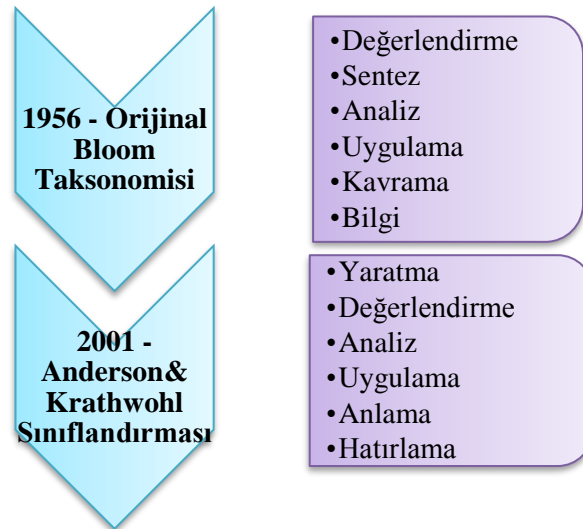 1956 - Orijinal
Bloom
Taksonomisi
•Değerlendirme
•Sentez
•Analiz
•Uygulama
•Kavrama
•Bilgi
2001 -
Anderson&
Krathwohl
Sınıflandırması
•Yaratma
•Değerlendirme
•Analiz
•Uygulama
•Anlama
•Hatırlama